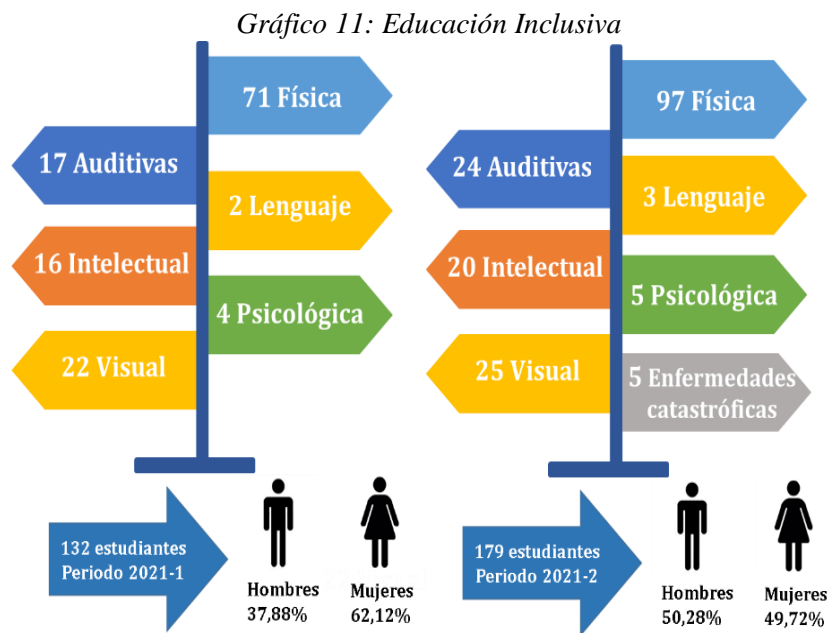 Gráfico 11: Educación Inclusiva
71 Física
17 Auditivas
2 Lenguaje
16 Intelectual
4 Psicológica
22 Visual
132 estudiantes
Periodo 2021-1
Hombres
37,88%
Mujeres
62,12%
97 Física
24 Auditivas
3 Lenguaje
20 Intelectual
5 Psicológica
25 Visual
5 Enfermedades
catastróficas
179 estudiantes
Periodo 2021-2
Hombres
50,28%
Mujeres
49,72%